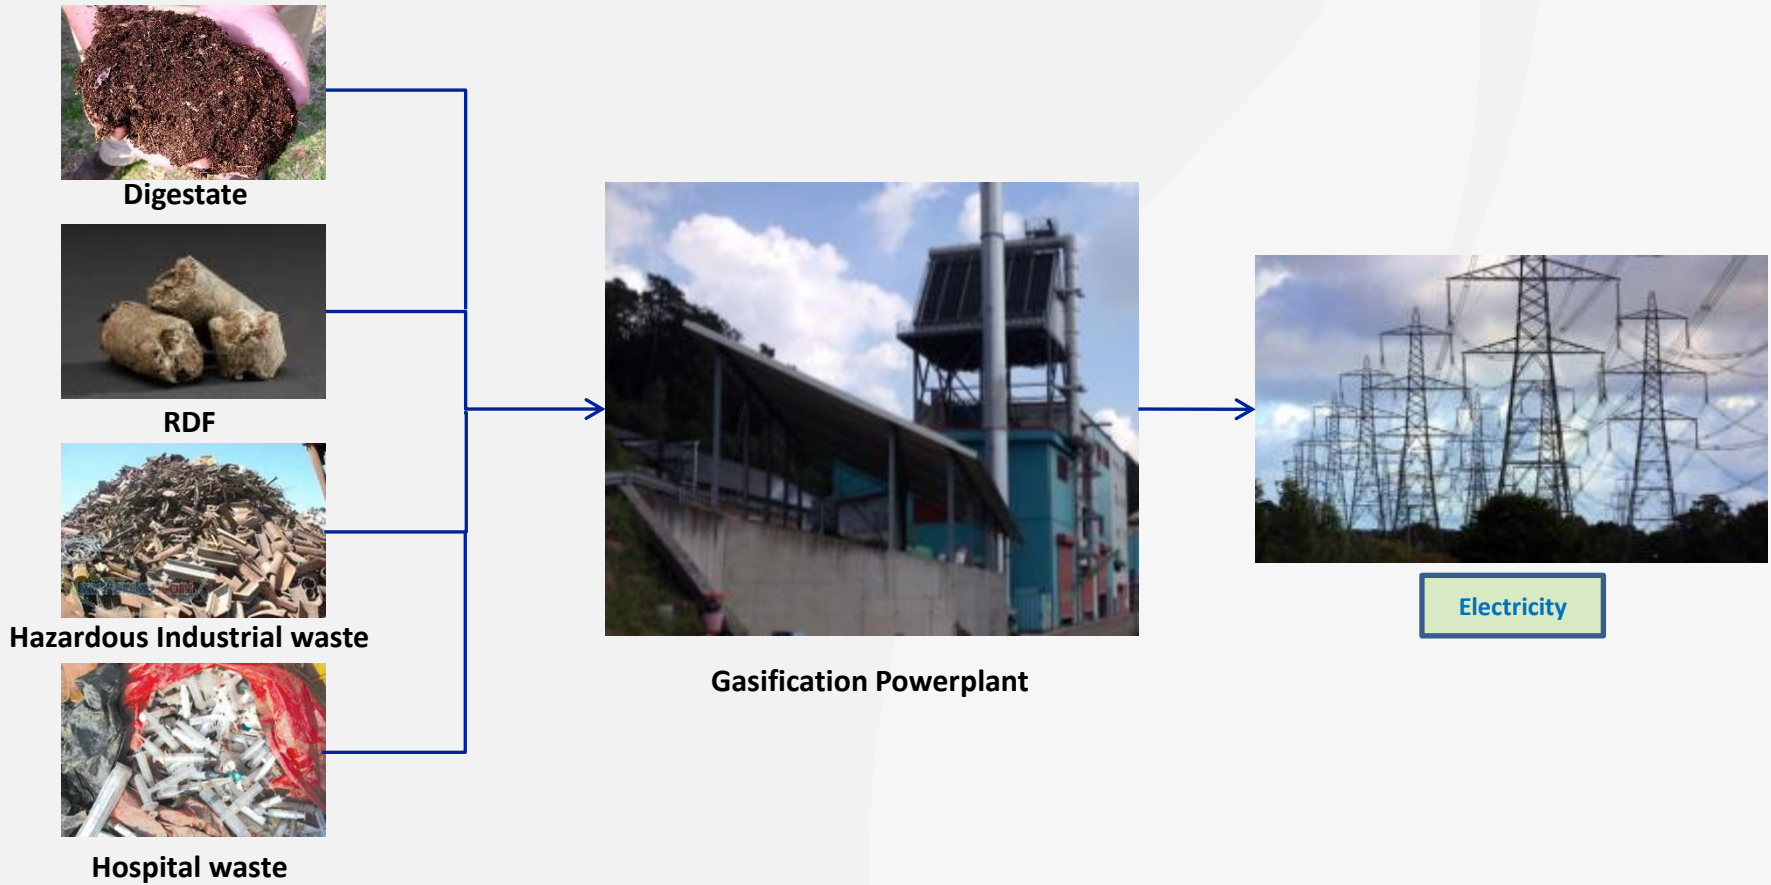 Digestate
RDF
Hazardous Industrial waste
Hospital waste
Gasification Powerplant
Electricity